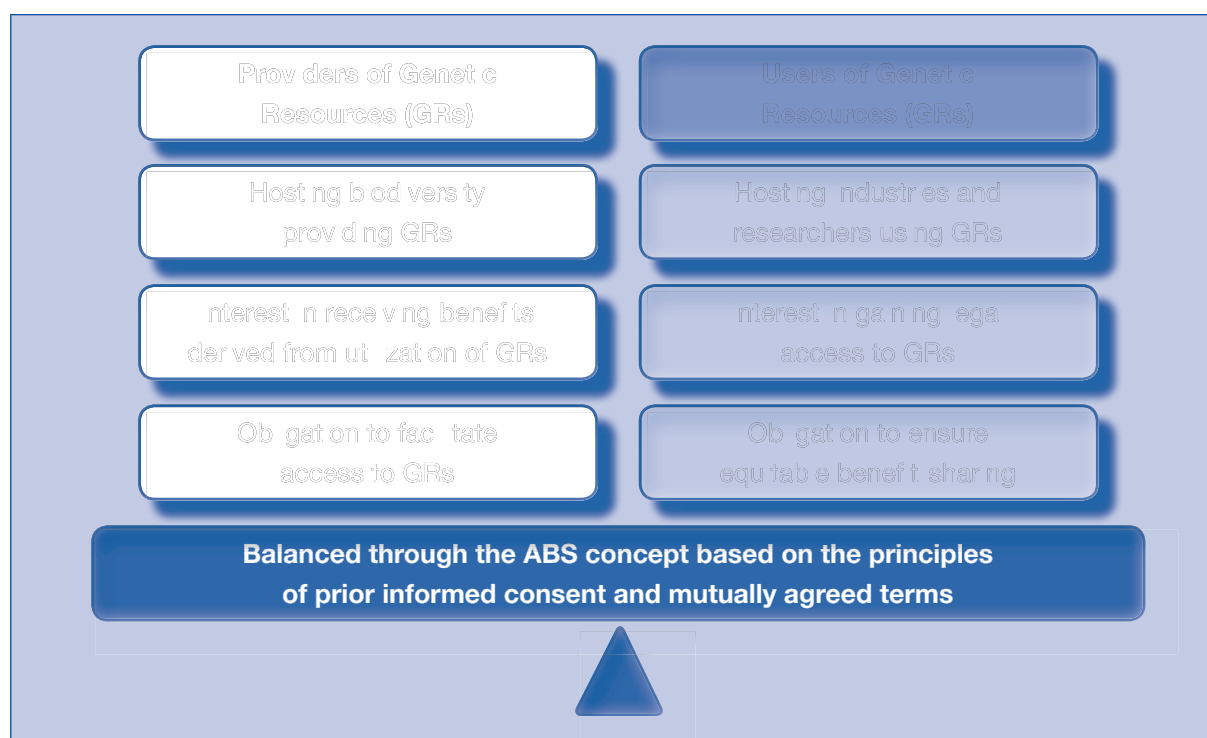 Prov ders of Genet c
Resources (GRs)
Users of Genet c
Resources (GRs)
Host ng b od vers ty
prov d ng GRs
Host ng ndustr es and
researchers us ng GRs
nterest n rece v ng benef ts
der ved from ut  zat on of GRs
nterest n ga n ng ega
access to GRs
Ob  gat on to fac  tate
access to GRs
Ob  gat on to ensure
equ tab e benef t shar ng
Balanced through the ABS concept based on the principles
of prior informed consent and mutually agreed terms